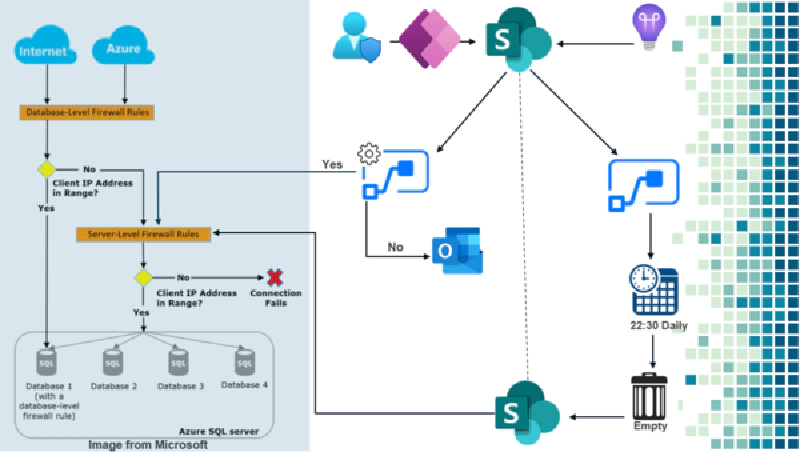 Internet
Azure
Database-Level Firewall Rules
No
Client IP Address
in Range?
Yes
Server-Level Firewall Rules
No
Client IP Address
in Range?
Connection
Fails
Yes
SQL
SQL
SQL
SQL
Database 1
(with a
database-level
firewall rule)
Database 2
Database 3
Database 4
Azure SQL server
Image from Microsoft
S
Yes
No
O
22:30 Daily
Empty
S